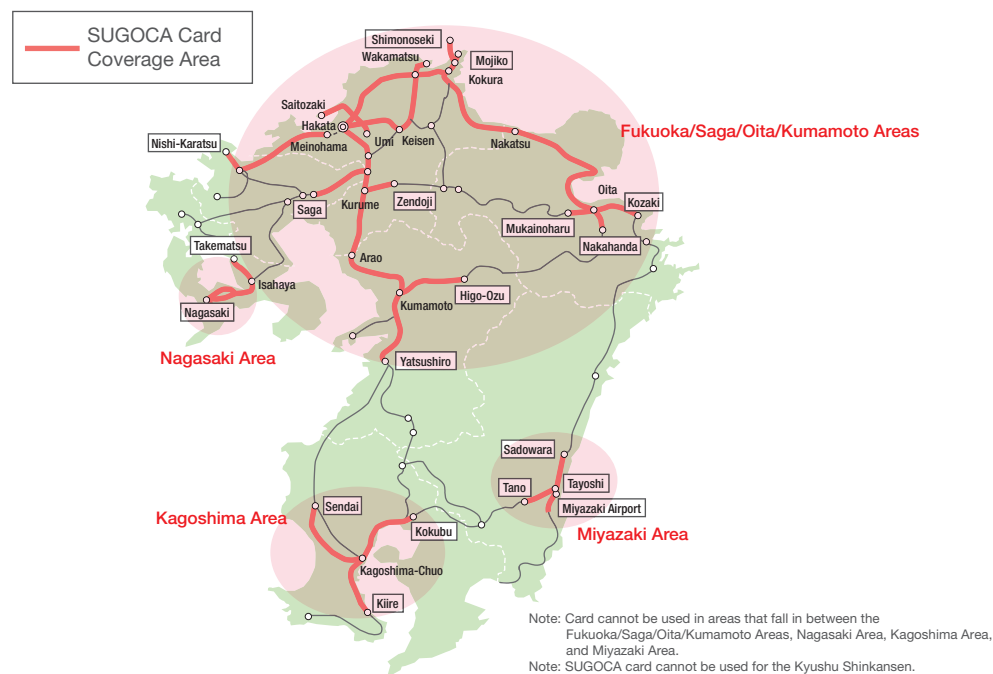 SUGOCA Card
Coverage Area
Shimonoseki
Wakamatsu
Mojiko
Kokura
Saitozaki
Hakata
Meinohama
Umi
Keisen
Nakatsu
Fukuoka/Saga/Oita/Kumamoto Areas
Nishi-Karatsu
Saga
Kurume
Zendoji
Oita
Kozaki
Mukainoharu
Nakahanda
Takematsu
Arao
Isahaya
Higo-Ozu
Kumamoto
Nagasaki
Nagasaki Area
Yatsushiro
Sadowara
Tano
Tayoshi
Miyazaki Airport
Sendai
Kagoshima Area
Kokubu
Miyazaki Area
Kagoshima-Chuo
Kiire
Note: Card cannot be used in areas that fall in between the
Fukuoka/Saga/Oita/Kumamoto Areas, Nagasaki Area, Kagoshima Area,
and Miyazaki Area.
Note: SUGOCA card cannot be used for the Kyushu Shinkansen.